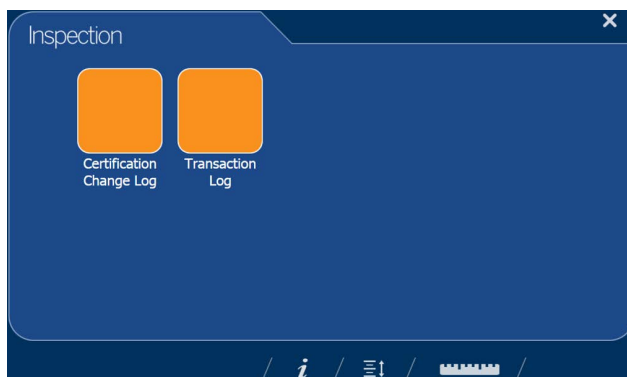 Inspection
Certification
Change Log
Transaction
Log
i